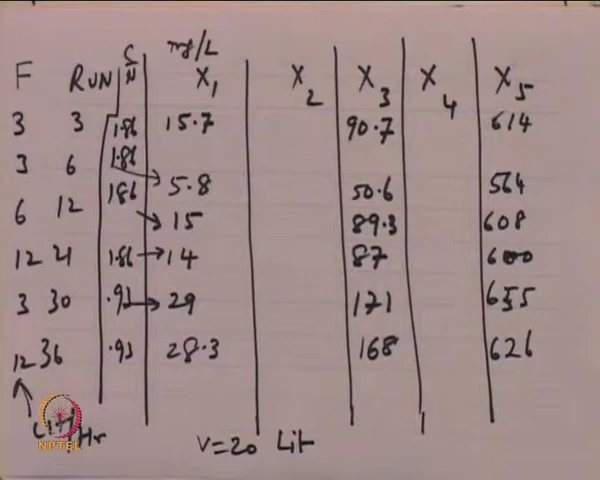 mg/L
F RUN C/N X1 X2 X3 X4 X5
3 3 1.86 15.7 90.7 614
3 6 1.86 5.8 50.6 564
6 12 1.86 15 89.3 608
12 21 1.86 14 87 600
3 30 .93 29 171 655
12 36 .93 28.3 168 626
Lit/Hr V=20 Lit
NPTEL